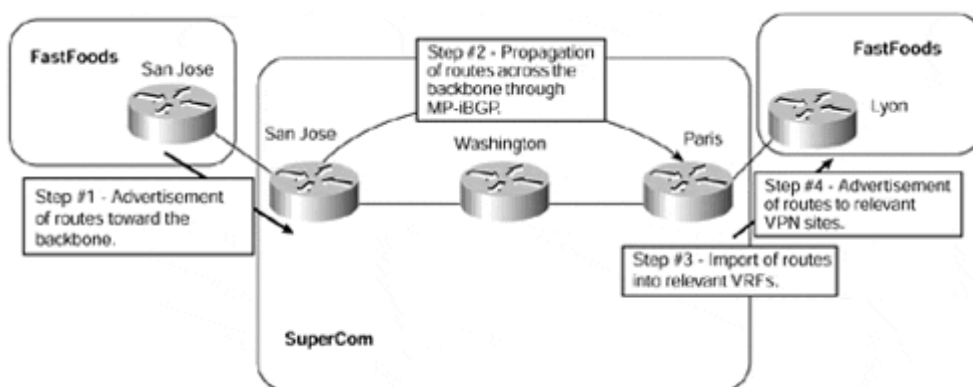 FastFoods
San Jose
Step #1 - Advertisement
of routes toward the
backbone.
San Jose
Step #2 - Propagation
of routes across the
backbone through
MP-iBGP.
Washington
Paris
FastFoods
Lyon
Step #4 - Advertisement
of routes to relevant
VPN sites.
Step #3 - Import of routes
into relevant VRFs.
SuperCom